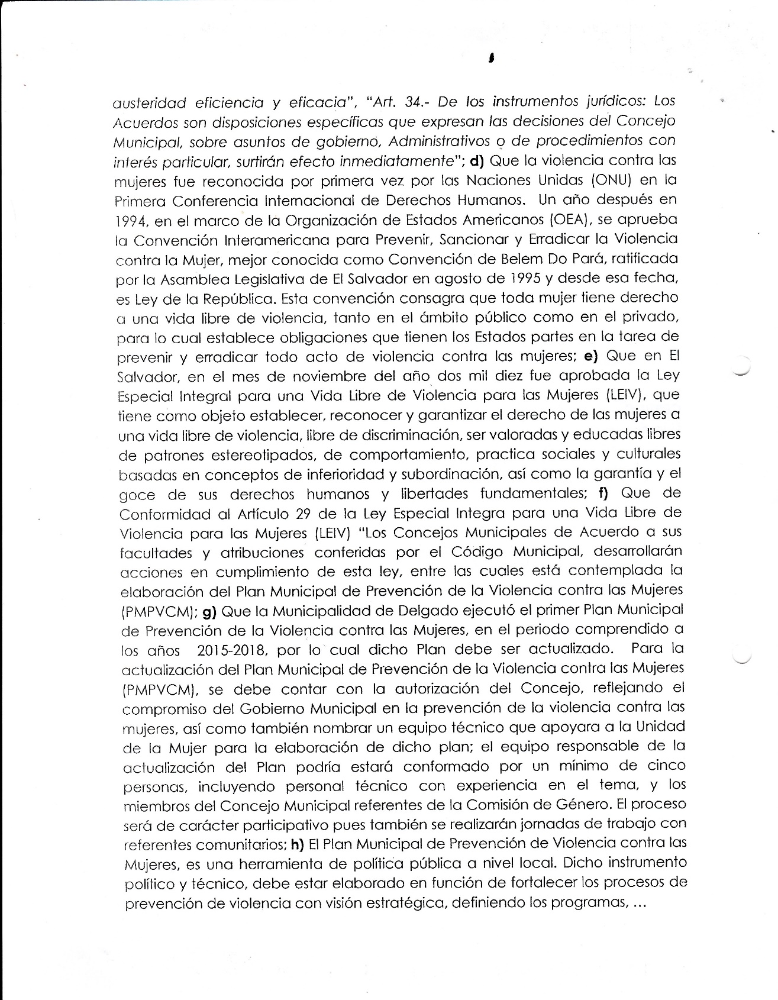 austeridad eficiencia y eficacia", "Art. 34.- De los instrumentos jurídicos: Los
Acuerdos son disposiciones específicas que expresan las decisiones del Concejo
Municipal, sobre asuntos de gobierno, Administrativos o de procedimientos con
interés particular, surtirán efecto inmediatamente"; d) Que la violencia contra las
mujeres fue reconocida por primera vez por las Naciones Unidas (ONU) en la
Primera Conferencia Internacional de Derechos Humanos. Un año después en
1994, en el marco de la Organización de Estados Americanos (OEA), se aprueba
la Convención Interamericana para Prevenir, Sancionar y Erradicar la Violencia
contra la Mujer, mejor conocida como Convención de Belem Do Pará, ratificada
por la Asamblea Legislativa de El Salvador en agosto de 1995 y desde esa fecha,
es Ley de la República. Esta convención consagra que toda mujer tiene derecho
a una vida libre de violencia, tanto en el ámbito público como en el privado,
para lo cual establece obligaciones que tienen los Estados partes en la tarea de
prevenir y erradicar todo acto de violencia contra las mujeres; e) Que en El
Salvador, en el mes de noviembre del año dos mil diez fue aprobada la Ley
Especial Integral para una Vida Libre de Violencia para las Mujeres (LEIV), que
tiene como objeto establecer, reconocer y garantizar el derecho de las mujeres a
una vida libre de violencia, libre de discriminación, ser valoradas y educadas libres
de patrones estereotipados, de comportamiento, practica sociales y culturales
basadas en conceptos de inferioridad y subordinación, así como la garantía y el
goce de sus derechos humanos y libertades fundamentales; f) Que de
Conformidad al Artículo 29 de la Ley Especial Integra para una Vida Libre de
Violencia para las Mujeres (LEIV) "Los Concejos Municipales de Acuerdo a sus
facultades y atribuciones conferidas por el Código Municipal, desarrollarán
acciones en cumplimiento de esta ley, entre las cuales está contemplada la
elaboración del Plan Municipal de Prevención de la Violencia contra las Mujeres
(PMPVCM); g) Que la Municipalidad de Delgado ejecutó el primer Plan Municipal
de Prevención de la Violencia contra las Mujeres, en el periodo comprendido a
los años 2015-2018, por lo cual dicho Plan debe ser actualizado. Para la
actualización del Plan Municipal de Prevención de la Violencia contra las Mujeres
(PMPVCM), se debe contar con la autorización del Concejo, reflejando el
compromiso del Gobierno Municipal en la prevención de la violencia contra las
mujeres, así como también nombrar un equipo técnico que apoyara a la Unidad
de la Mujer para la elaboración de dicho plan; el equipo responsable de la
actualización del Plan podría estará conformado por un mínimo de cinco
personas, incluyendo personal técnico con experiencia en el tema, y los
miembros del Concejo Municipal referentes de la Comisión de Género. El proceso
será de carácter participativo pues también se realizarán jornadas de trabajo con
referentes comunitarios; h) El Plan Municipal de Prevención de Violencia contra las
Mujeres, es una herramienta de política pública a nivel local. Dicho instrumento
político y técnico, debe estar elaborado en función de fortalecer los procesos de
prevención de violencia con visión estratégica, definiendo los programas, ...